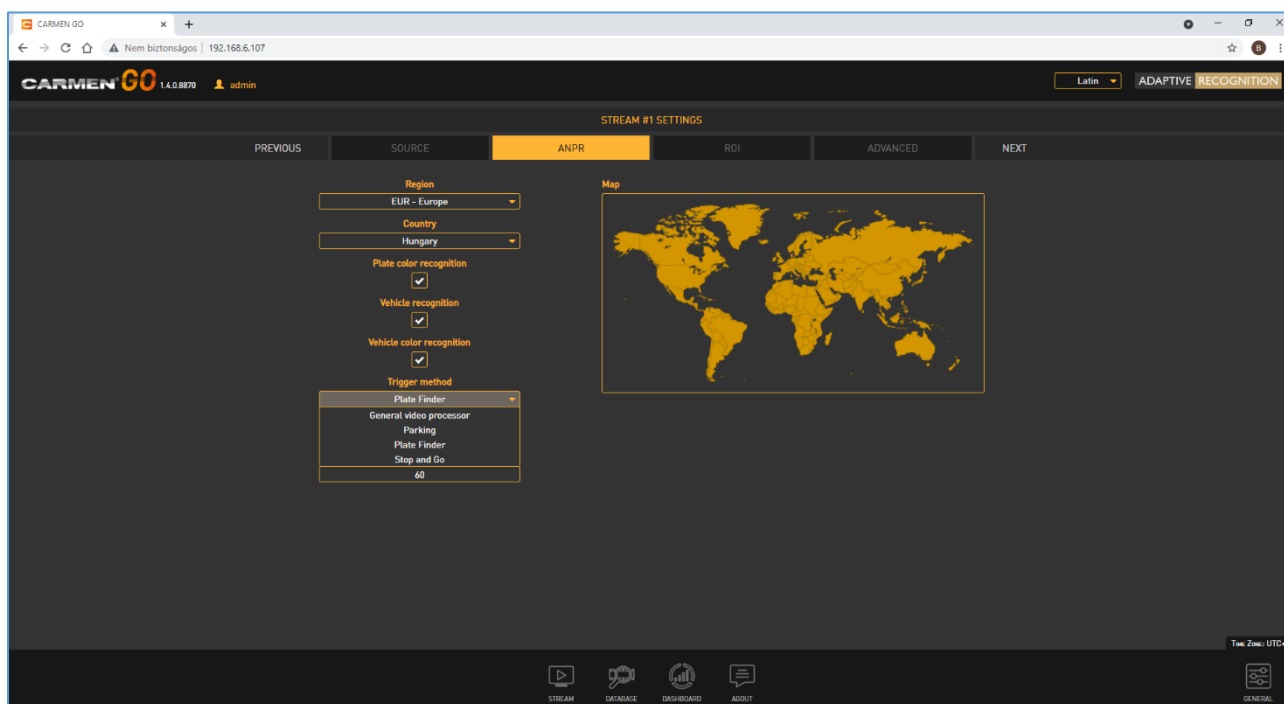 CARMEN GO
Nem biztonságos | 192.168.6.107
B
CARMEN GO 1.4.0.8870 admin Latin ADAPTIVE RECOGNITION
STREAM #1 SETTINGS
PREVIOUS SOURCE ANPR ROI ADVANCED NEXT
Region
EUR - Europe
Country
Hungary
Plate color recognition
Vehicle recognition
Vehicle color recognition
Trigger method
Plate Finder
General video processor
Parking
Plate Finder
Stop and Go
60
Map
TIME ZONE: UTC+
STREAM DATABASE DASHBOARD ABOUT GENERAL